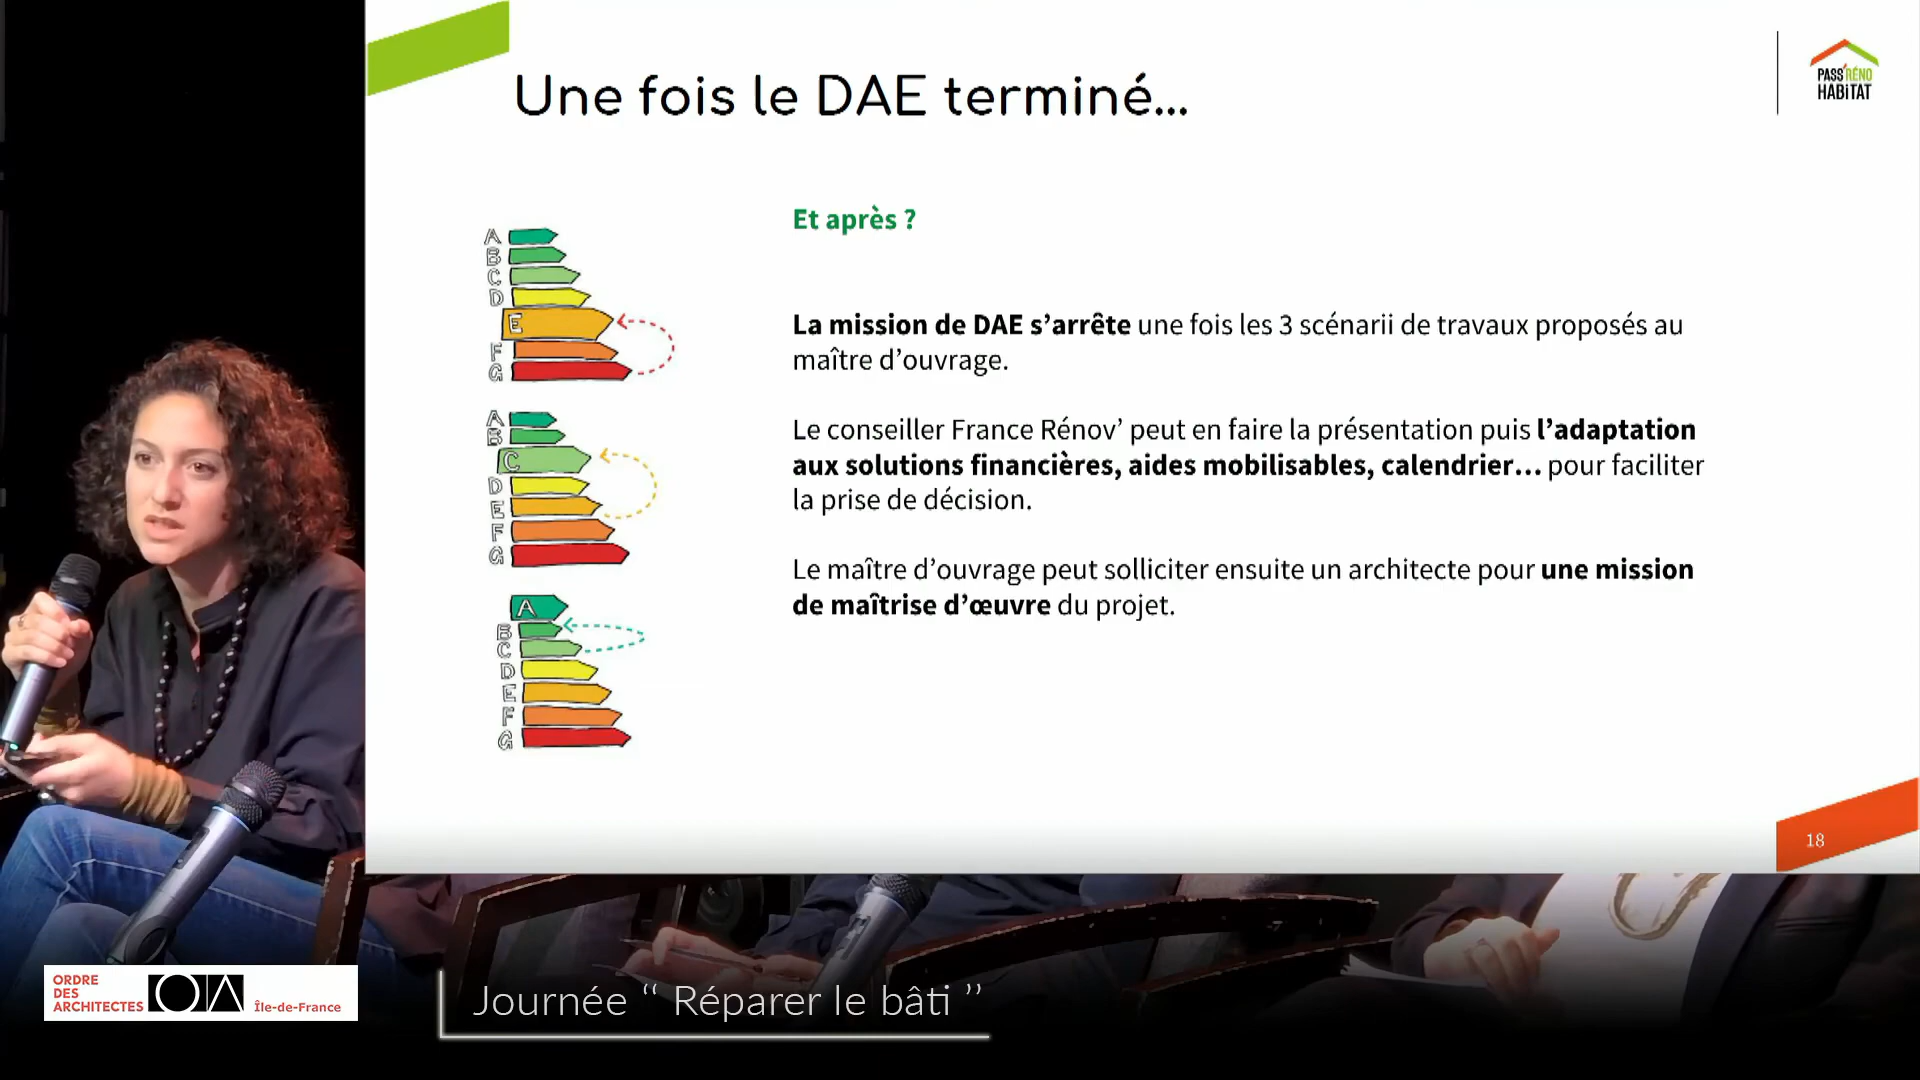 Une fois le DAE terminé...
PASS'RÉNO
HABiTAT
Et après ?
La mission de DAE s’arrête une fois les 3 scénarii de travaux proposés au
maître d’ouvrage.
Le conseiller France Rénov’ peut en faire la présentation puis l’adaptation
aux solutions financières, aides mobilisables, calendrier… pour faciliter
la prise de décision.
Le maître d’ouvrage peut solliciter ensuite un architecte pour une mission
de maîtrise d’œuvre du projet.
A
B
C
D
E
F
G
A
B
C
D
E
F
G
A
B
C
D
E
F
G
18
ORDRE
DES
ARCHITECTES
Île-de-France
Journée “ Réparer le bâti ”